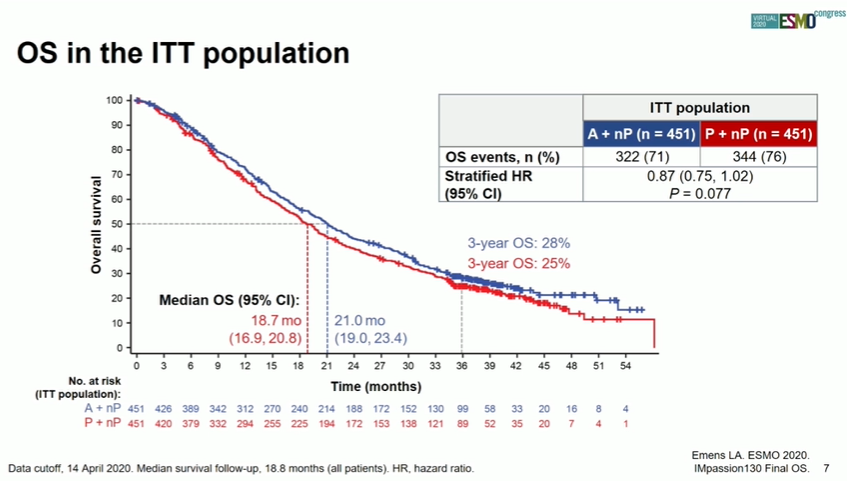 VIRTUAL 2020 ESMO congress
OS in the ITT population
ITT population
A + nP (n = 451) P + nP (n = 451)
OS events, n (%) 322 (71) 344 (76)
Stratified HR (95% CI) 0.87 (0.75, 1.02)
P = 0.077
Overall survival
100
90
80
70
60
50
40
30
20
10
0
3-year OS: 28%
3-year OS: 25%
Median OS (95% CI):
18.7 mo 21.0 mo
(16.9, 20.8) (19.0, 23.4)
0 3 6 9 12 15 18 21 24 27 30 33 36 39 42 45 48 51 54
Time (months)
No. at risk
(ITT population):
A + nP 451 426 389 342 312 270 240 214 188 172 152 130 99 58 33 20 16 8 4
P + nP 451 420 379 332 294 255 225 194 172 153 138 121 89 52 35 20 7 4 1
Data cutoff, 14 April 2020. Median survival follow-up, 18.8 months (all patients). HR, hazard ratio.
Emens LA. ESMO 2020.
IMpassion130 Final OS. 7